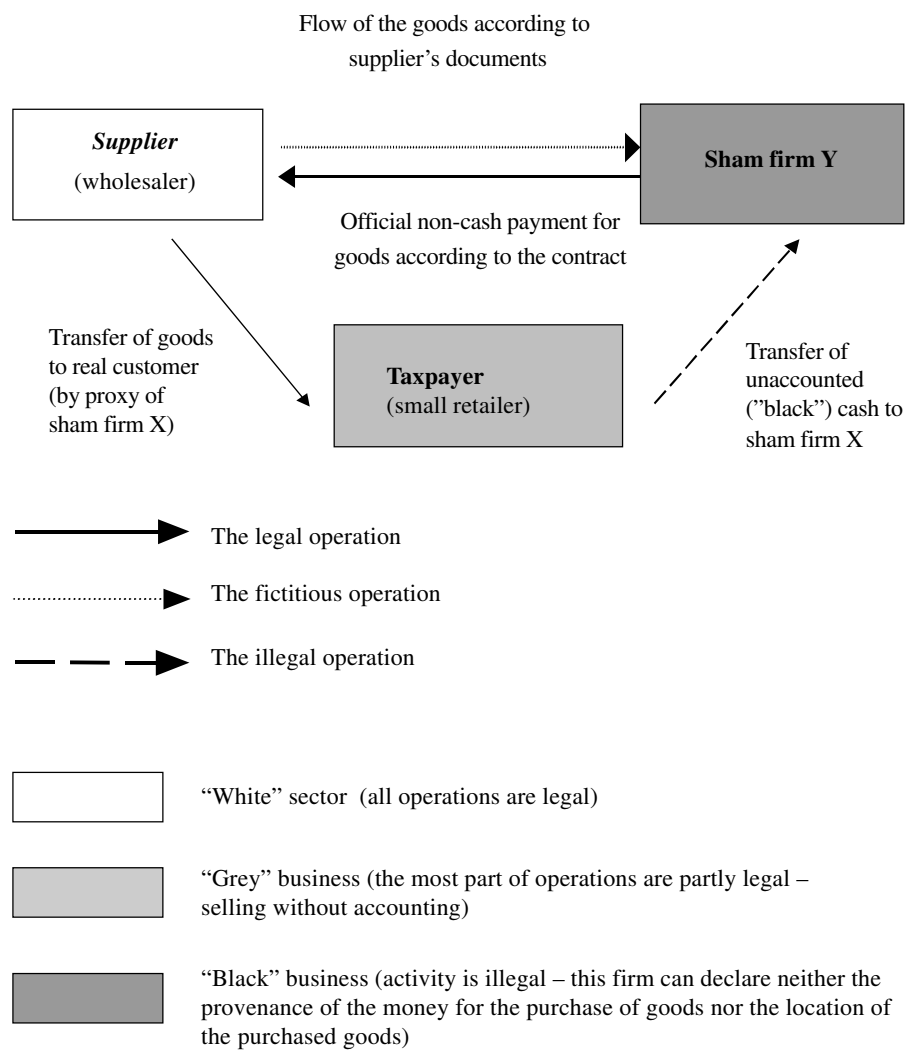 Flow of the goods according to
supplier’s documents
Supplier
(wholesaler)
Sham firm Y
Official non-cash payment for
goods according to the contract
Transfer of goods
to real customer
(by proxy of
sham firm X)
Taxpayer
(small retailer)
Transfer of
unaccounted
(”black”) cash to
sham firm X
The legal operation
The fictitious operation
The illegal operation
“White” sector (all operations are legal)
“Grey” business (the most part of operations are partly legal –
selling without accounting)
“Black” business (activity is illegal – this firm can declare neither the
provenance of the money for the purchase of goods nor the location of
the purchased goods)